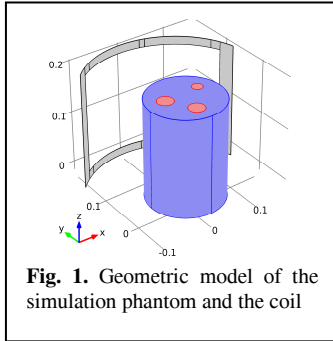 0.2
0.1
0
0.1
0.1
z
y
x
0
0
-0.1
Fig. 1. Geometric model of the
simulation phantom and the coil